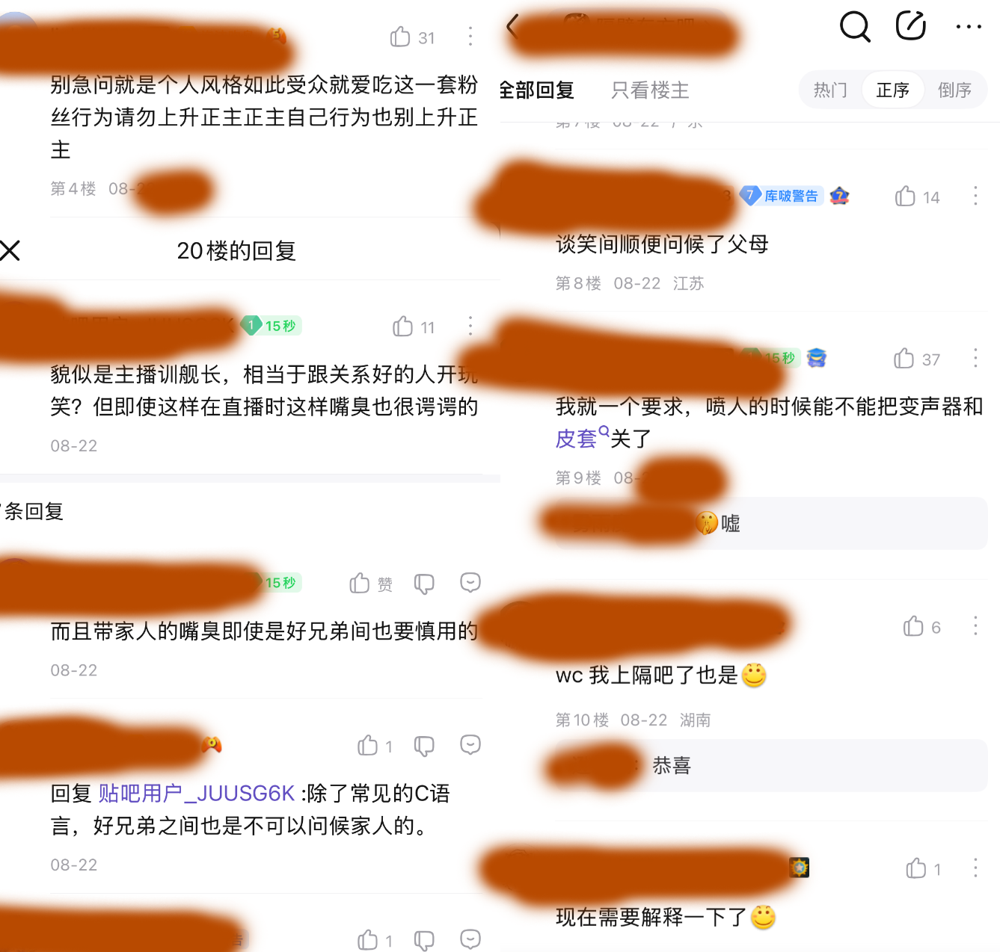 31
别急问就是个人风格如此受众就爱吃这一套粉
丝行为请勿上升正主正主自己行为也别上升正
主
第4楼 08-2
20楼的回复
1 15秒
11
貌似是主播训舰长，相当于跟关系好的人开玩
笑？但即使这样在直播时这样嘴臭也很谔谔的
08-22
条回复
15秒
赞
而且带家人的嘴臭即使是好兄弟间也要慎用的
08-22
1
回复 贴吧用户_JUUSG6K :除了常见的C语
言，好兄弟之间也是不可以问候家人的。
08-22
1
全部回复 只看楼主 热门 正序 倒序
第7楼 08-22 广东
7 库啵警告 7
14
谈笑间顺便问候了父母
第8楼 08-22 江苏
15秒
37
我就一个要求，喷人的时候能不能把变声器和
皮套关了
第9楼 08-
嘘
6
wc 我上隔吧了也是
第10楼 08-22 湖南
: 恭喜
1
现在需要解释一下了